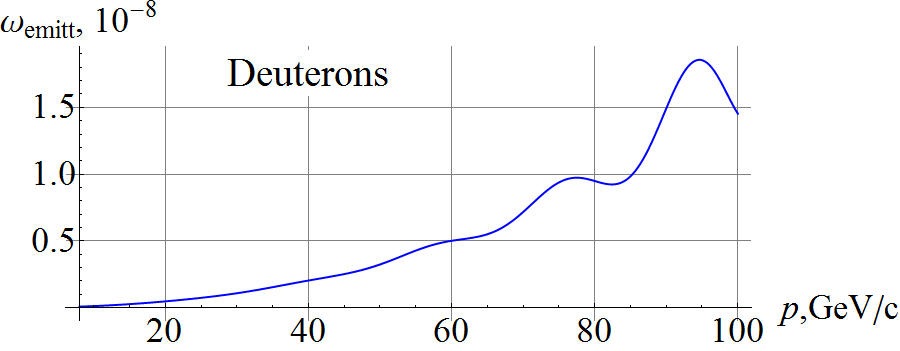 ω_emitt, 10⁻⁸
Deuterons
1.5
1.0
0.5
20 40 60 80 100
p,GeV/c